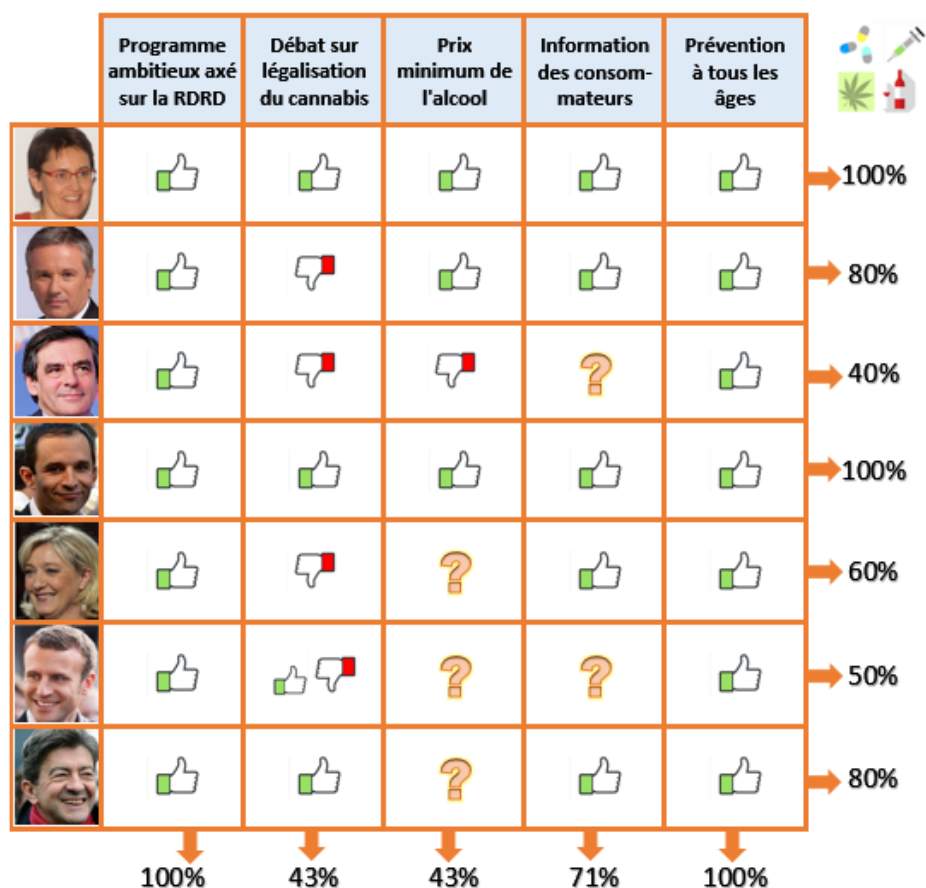 Programme
ambitieux axé
sur la RDRD
Débat sur
légalisation
du cannabis
Prix
minimum de
l'alcool
Information
des consom-
mateurs
Prévention
à tous les
âges
100%
80%
? 40%
100%
? 60%
? ? 50%
? 80%
100% 43% 43% 71% 100%